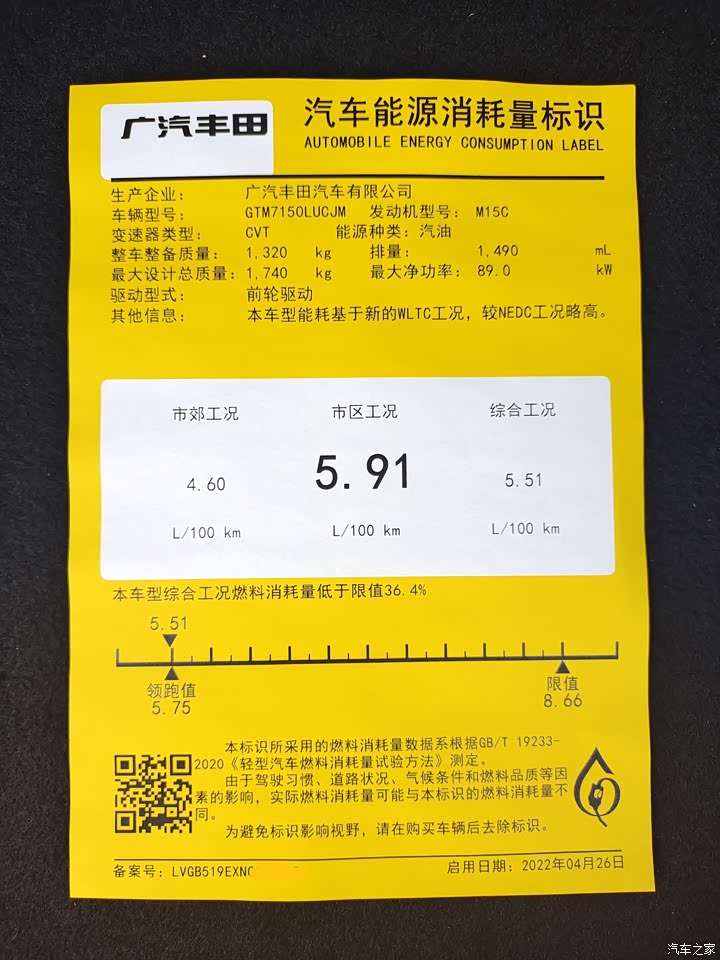 广汽丰田
汽车能源消耗量标识
AUTOMOBILE ENERGY CONSUMPTION LABEL
生产企业： 广汽丰田汽车有限公司
车辆型号： GTM7150LUCJM 发动机型号： M15C
变速器类型： CVT 能源种类：汽油
整车整备质量： 1,320 kg 排量： 1,490 mL
最大设计总质量：1,740 kg 最大净功率： 89.0 kW
驱动型式： 前轮驱动
其他信息： 本车型能耗基于新的WLTC工况，较NEDC工况略高。
市郊工况 市区工况 综合工况
4.60 5.91 5.51
L/100 km L/100 km L/100 km
本车型综合工况燃料消耗量低于限值36.4%
5.51
领跑值 限值
5.75 8.66
本标识所采用的燃料消耗量数据系根据GB/T 19233-
2020《轻型汽车燃料消耗量试验方法》测定。
由于驾驶习惯、道路状况、气候条件和燃料品质等因
素的影响，实际燃料消耗量可能与本标识的燃料消耗量不
同。
为避免标识影响视野，请在购买车辆后去除标识。
备案号：LVGB519EXN 启用日期：2022年04月26日
汽车之家